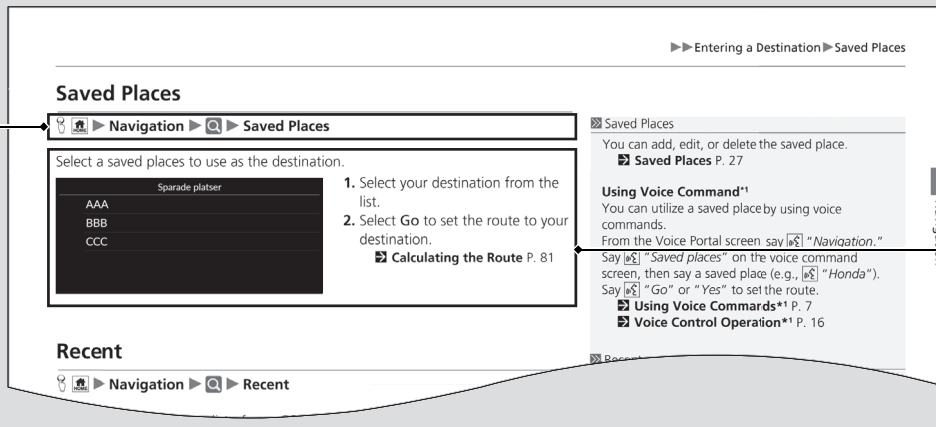 ▶▶Entering a Destination▶Saved Places
Saved Places
HOME ▶ Navigation ▶ ▶ Saved Places
Select a saved places to use as the destination.
Sparade platser
AAA
BBB
CCC
1. Select your destination from the
list.
2. Select Go to set the route to your
destination.
Calculating the Route P. 81
Recent
HOME ▶ Navigation ▶ ▶ Recent
Saved Places
You can add, edit, or delete the saved place.
Saved Places P. 27
Using Voice Command*1
You can utilize a saved place by using voice
commands.
From the Voice Portal screen say "Navigation."
Say "Saved places" on the voice command
screen, then say a saved place (e.g., "Honda").
Say "Go" or "Yes" to set the route.
Using Voice Commands*1 P. 7
Voice Control Operation*1 P. 16